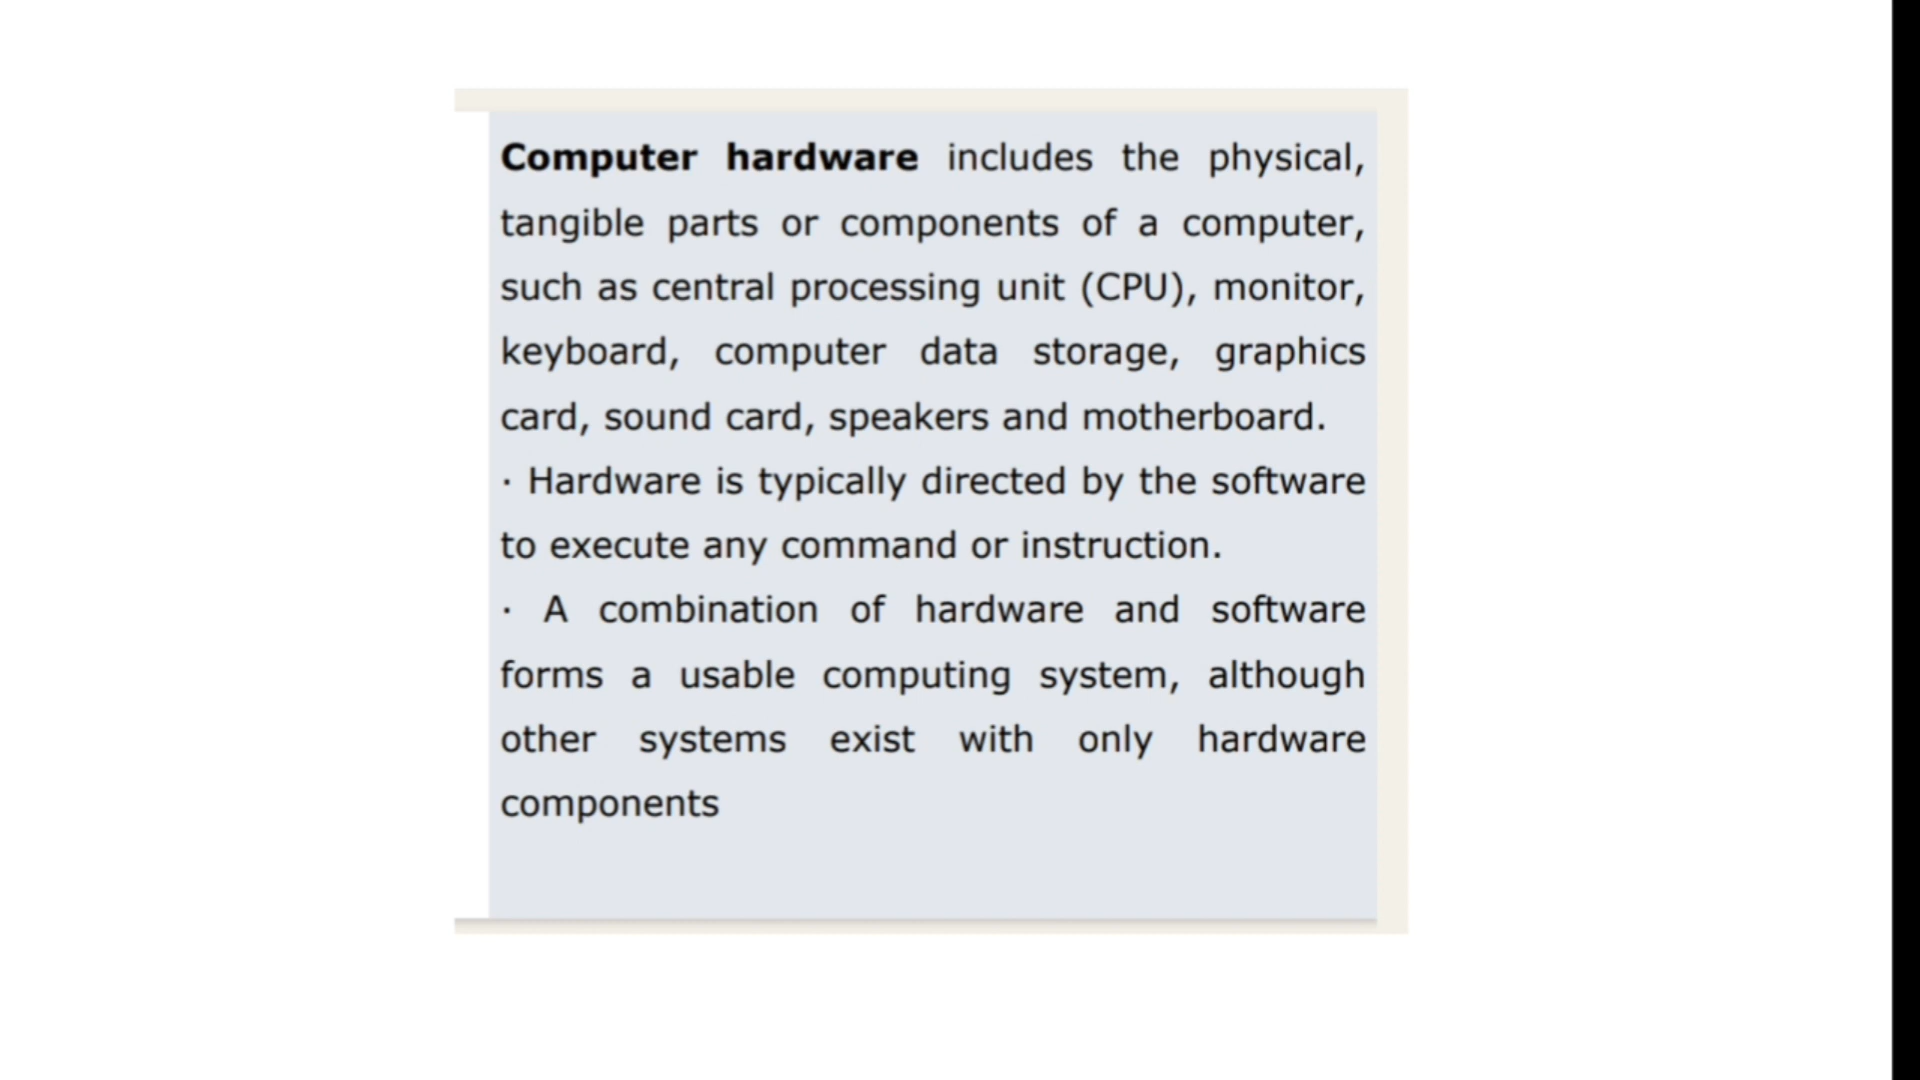 Computer hardware includes the physical,
tangible parts or components of a computer,
such as central processing unit (CPU), monitor,
keyboard, computer data storage, graphics
card, sound card, speakers and motherboard.
· Hardware is typically directed by the software
to execute any command or instruction.
· A combination of hardware and software
forms a usable computing system, although
other systems exist with only hardware
components